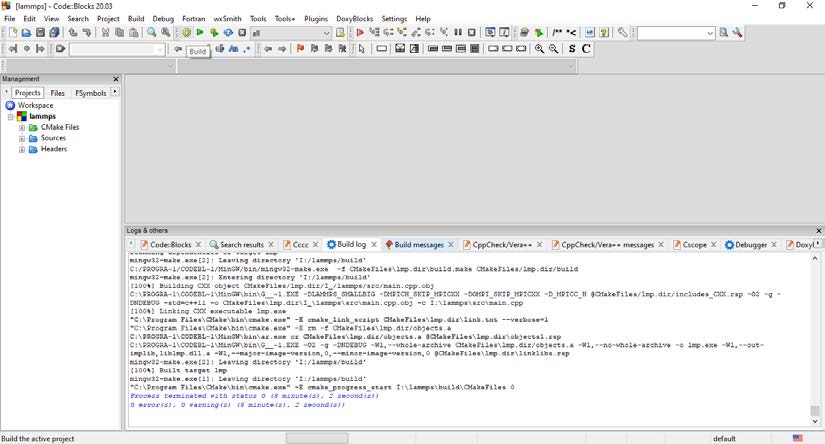 [lammps] - Code::Blocks 20.03
File Edit View Search Project Build Debug Fortran wxSmith Tools Tools+ Plugins DoxyBlocks Settings Help
all
/** *<
S C
Build
Management
Projects Files FSymbols
Workspace
lammps
CMake Files
Sources
Headers
Logs & others
Code::Blocks Search results Cccc Build log Build messages CppCheck/Vera++ CppCheck/Vera++ messages Cscope Debugger DoxyI
mingw32-make.exe[2]: Leaving directory 'I:/lammps/build'
C:/PROGRA~1/CODEBL~1/MinGW/bin/mingw32-make.exe -f CMakeFiles\lmp.dir\build.make CMakeFiles/lmp.dir/build
mingw32-make.exe[2]: Entering directory 'I:/lammps/build'
[100%] Building CXX object CMakeFiles/lmp.dir/I_/lammps/src/main.cpp.obj
C:\PROGRA~1\CODEBL~1\MinGW\bin\G__~1.EXE -DLAMMPS_SMALLBIG -DMPICH_SKIP_MPICXX -DOMPI_SKIP_MPICXX -D_MPICC_H @CMakeFiles/lmp.dir/includes_CXX.rsp -O2 -g -
DNDEBUG -std=c++11 -o CMakeFiles\lmp.dir\I_\lammps\src\main.cpp.obj -c I:\lammps\src\main.cpp
[100%] Linking CXX executable lmp.exe
"C:\Program Files\CMake\bin\cmake.exe" -E cmake_link_script CMakeFiles\lmp.dir\link.txt --verbose=1
"C:\Program Files\CMake\bin\cmake.exe" -E rm -f CMakeFiles\lmp.dir/objects.a
C:\PROGRA~1\CODEBL~1\MinGW\bin\ar.exe cr CMakeFiles\lmp.dir/objects.a @CMakeFiles\lmp.dir\objects1.rsp
C:\PROGRA~1\CODEBL~1\MinGW\bin\G__~1.EXE -O2 -g -DNDEBUG -Wl,--whole-archive CMakeFiles\lmp.dir/objects.a -Wl,--no-whole-archive -o lmp.exe -Wl,--out-
implib,liblmp.dll.a -Wl,--major-image-version,0,--minor-image-version,0 @CMakeFiles\lmp.dir\linklibs.rsp
mingw32-make.exe[2]: Leaving directory 'I:/lammps/build'
[100%] Built target lmp
mingw32-make.exe[1]: Leaving directory 'I:/lammps/build'
"C:\Program Files\CMake\bin\cmake.exe" -E cmake_progress_start I:\lammps\build\CMakeFiles 0
Process terminated with status 0 (8 minute(s), 2 second(s))
0 error(s), 0 warning(s) (8 minute(s), 2 second(s))
Build the active project default